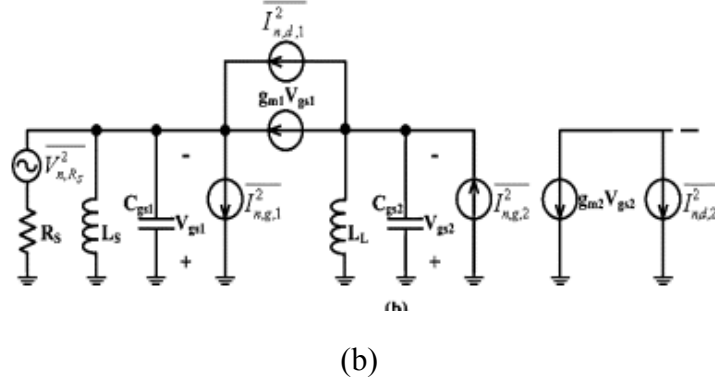 I²n,d,1
gm1Vgs1
V²n,RS
RS
LS
Cgs1
-
Vgs1
+
I²n,g,1
LL
Cgs2
-
Vgs2
+
I²n,g,2
gm2Vgs2
I²n,d,2
(b)
(b)